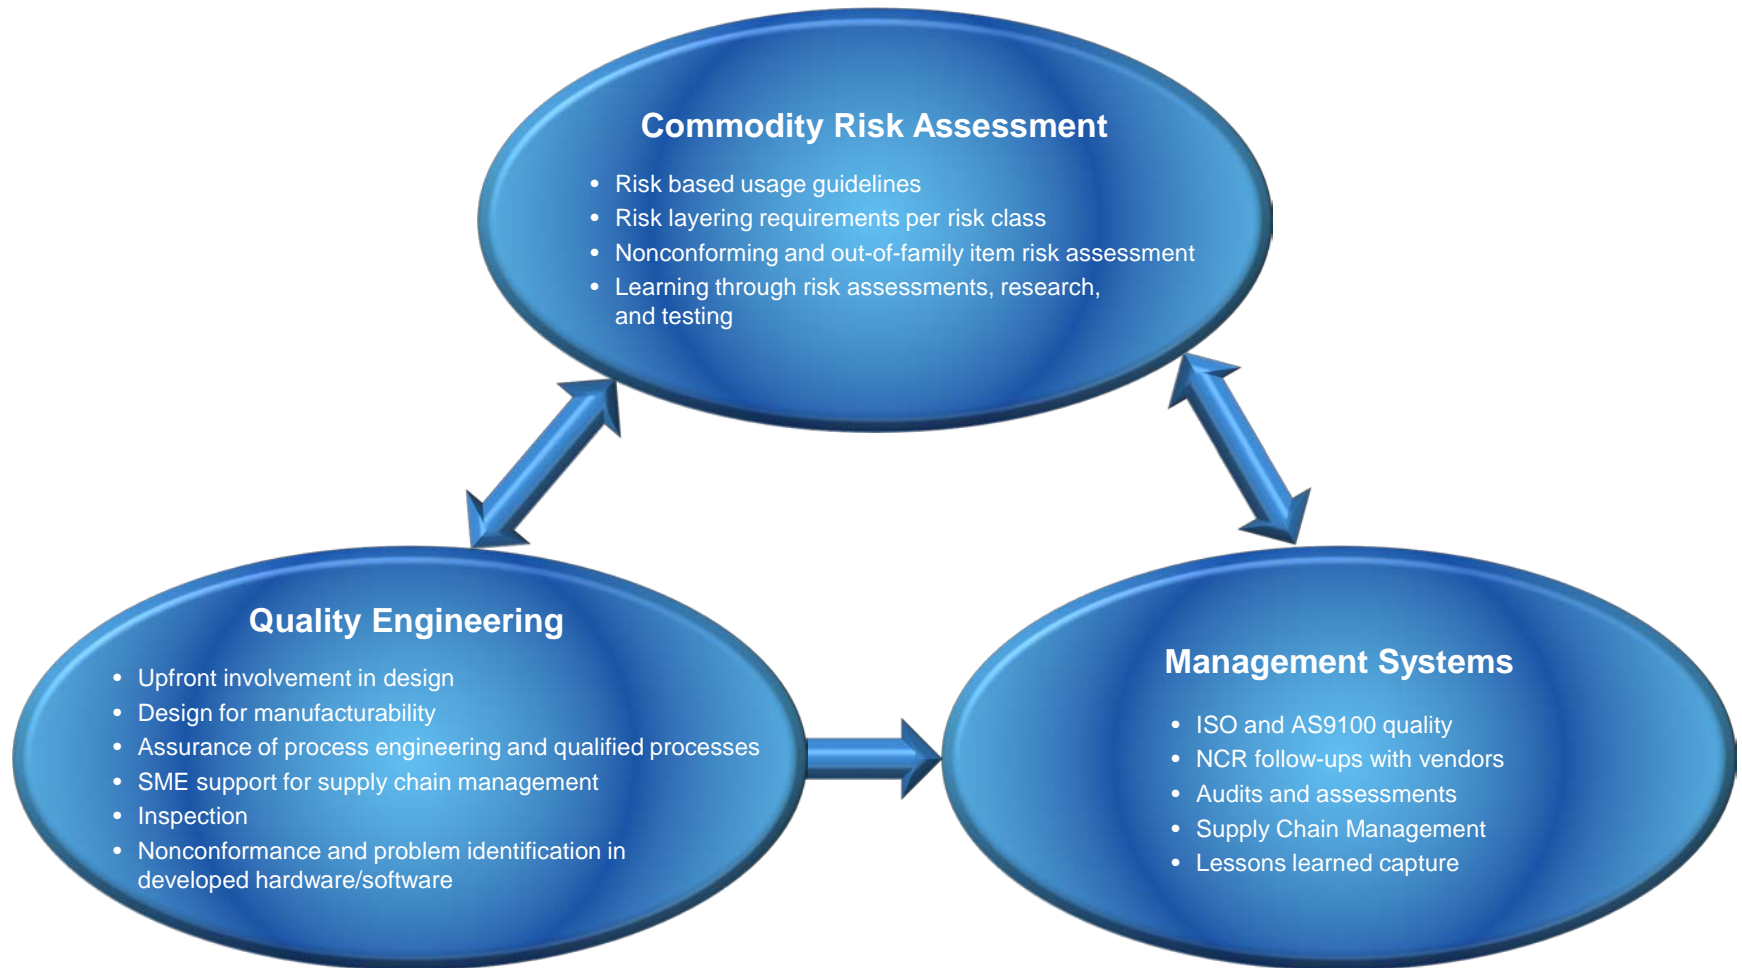 Commodity Risk Assessment
• Risk based usage guidelines
• Risk layering requirements per risk class
• Nonconforming and out-of-family item risk assessment
• Learning through risk assessments, research,
and testing
Quality Engineering
• Upfront involvement in design
• Design for manufacturability
• Assurance of process engineering and qualified processes
• SME support for supply chain management
• Inspection
• Nonconformance and problem identification in
developed hardware/software
Management Systems
• ISO and AS9100 quality
• NCR follow-ups with vendors
• Audits and assessments
• Supply Chain Management
• Lessons learned capture